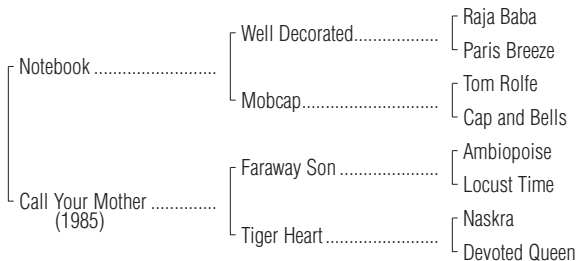 Raja Baba
Well Decorated...................
Paris Breeze
Notebook ..........................
Tom Rolfe
Mobcap..............................
Cap and Bells
Ambiopoise
Faraway Son ......................
Locust Time
Call Your Mother ..............
(1985)
Naskra
Tiger Heart.........................
Devoted Queen